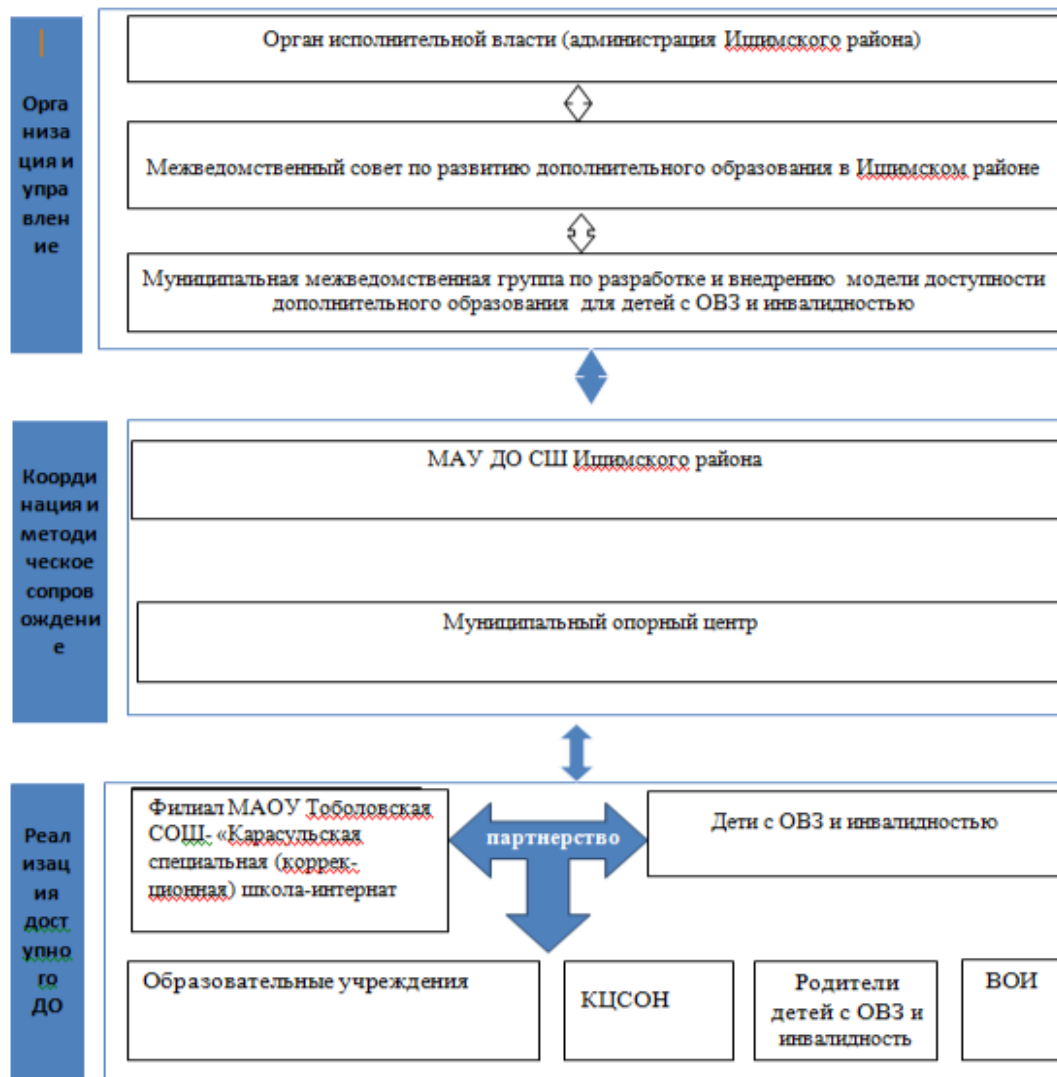 Орга
низа
ция и
упра
влен
ие
Орган исполнительной власти (администрация Ишимского района)
Межведомственный совет по развитию дополнительного образования в Ишимском районе
Муниципальная межведомственная группа по разработке и внедрению модели доступности
дополнительного образования для детей с ОВЗ и инвалидностью
Коорди
нация и
методи
ческое
сопров
ождени
е
МАУ ДО СШ Ишимского района
Муниципальный опорный центр
Реал
изац
ия
дост
упно
го
ДО
Филиал МАОУ Тоболовская
СОШ- «Карасульская
специальная (коррек-
ционная) школа-интернат
партнерство
Дети с ОВЗ и инвалидностью
Образовательные учреждения
КЦСОН
Родители
детей с ОВЗ и
инвалидность
ВОИ